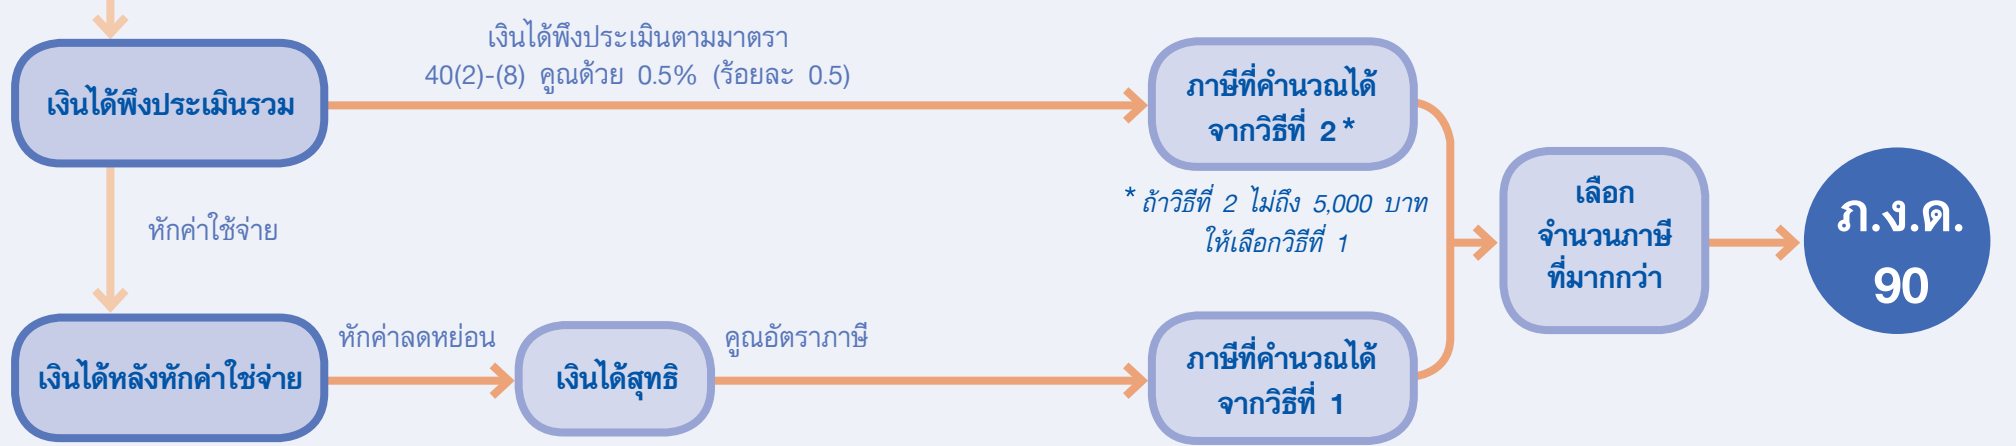 เงินได้พึงประเมินตามมาตรา
40(2)-(8) คูณด้วย 0.5% (ร้อยละ 0.5)
เงินได้พึงประเมินรวม
ภาษีที่คำนวณได้
จากวิธีที่ 2*
* ถ้าวิธีที่ 2 ไม่ถึง 5,000 บาท
ให้เลือกวิธีที่ 1
หักค่าใช้จ่าย
เลือก
จำนวนภาษี
ที่มากกว่า
ภ.ง.ด.
90
เงินได้หลังหักค่าใช่จ่าย
หักค่าลดหย่อน
เงินได้สุทธิ
คูณอัตราภาษี
ภาษีที่คำนวณได้
จากวิธีที่ 1